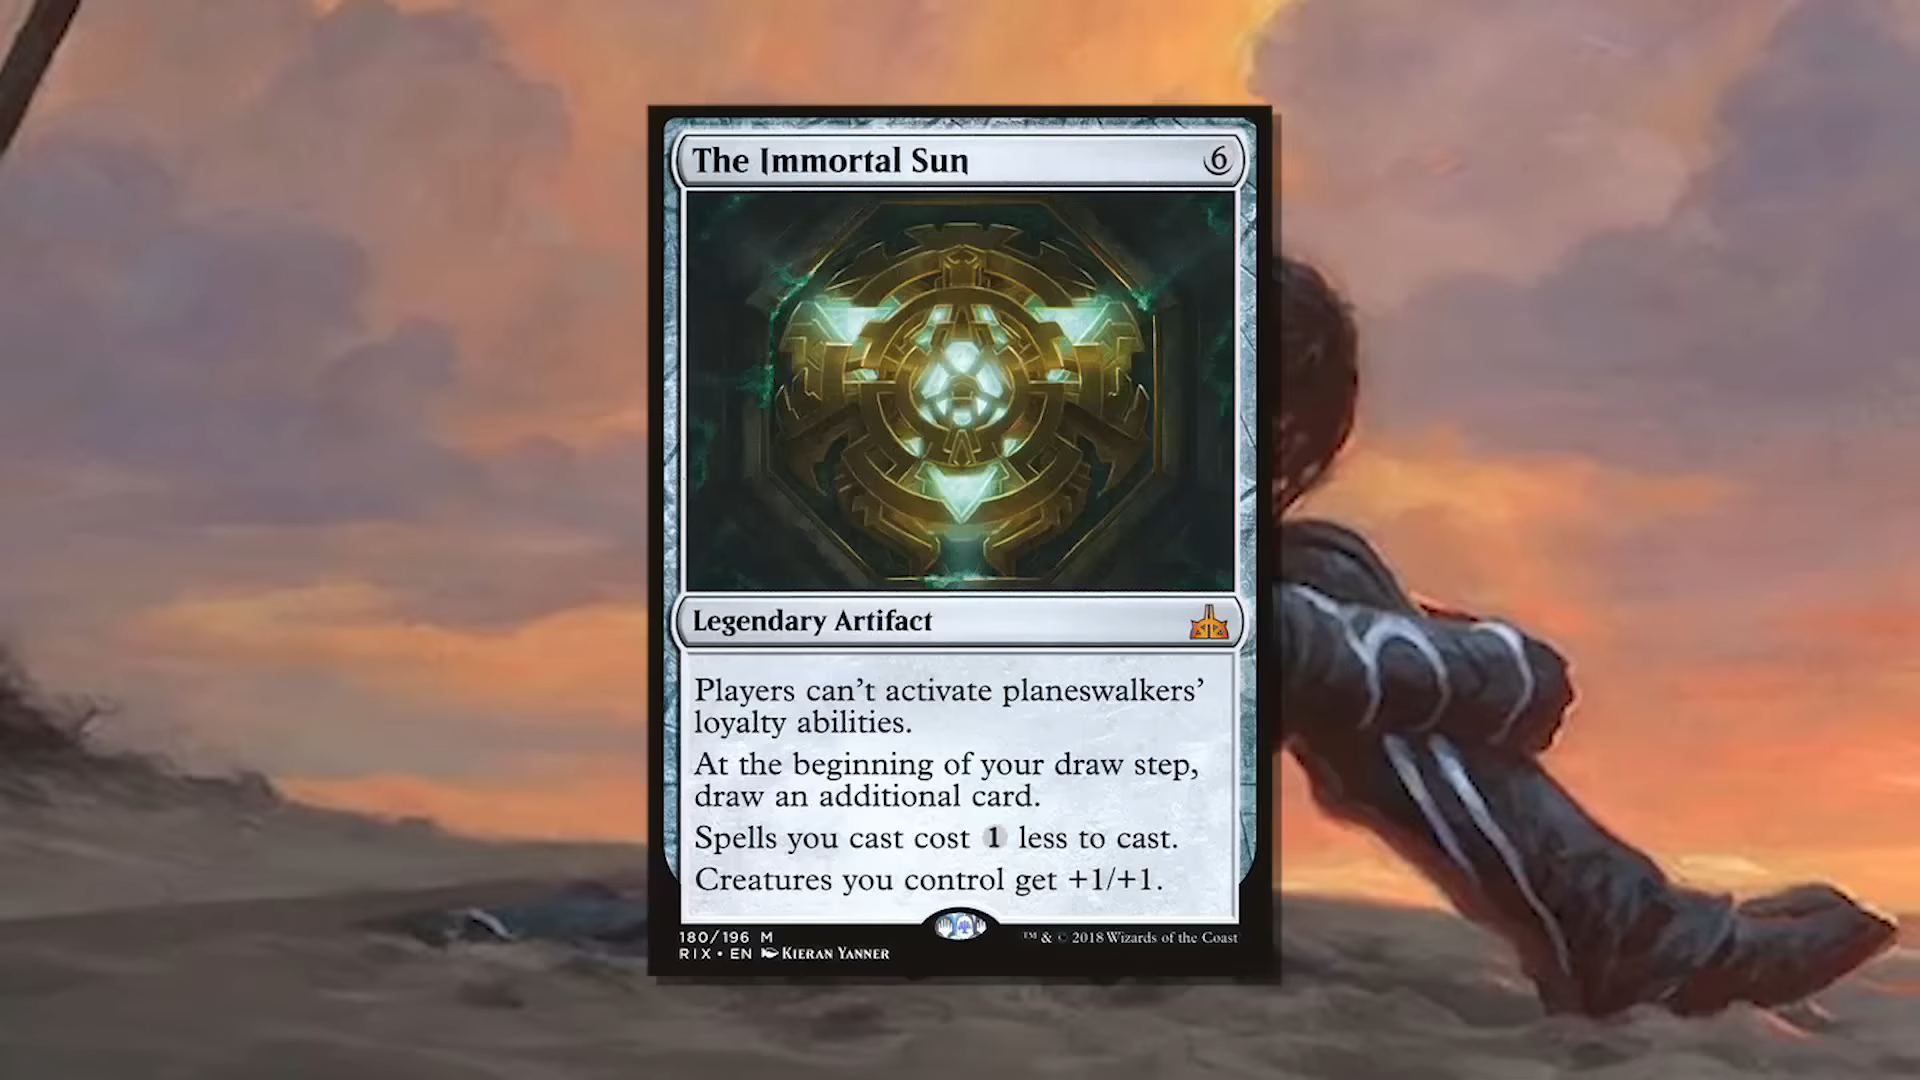 The Immortal Sun 6
Legendary Artifact
Players can't activate planeswalkers'
loyalty abilities.
At the beginning of your draw step,
draw an additional card.
Spells you cast cost 1 less to cast.
Creatures you control get +1/+1.
180/196 M
RIX • EN KIERAN YANNER
™ & © 2018 Wizards of the Coast